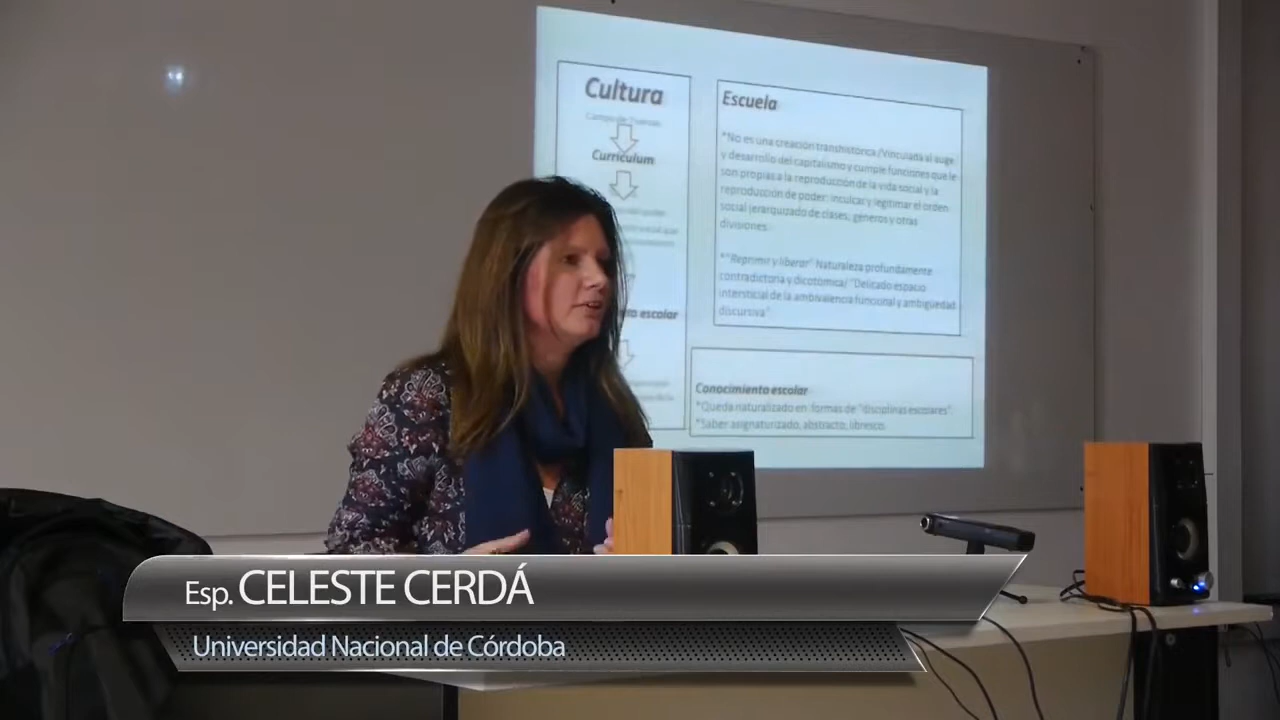 Cultura
Campo de Fuerzas
Curriculum
escolar
Escuela
*No es una creación transhistórica /Vinculada al auge
y desarrollo del capitalismo y cumple funciones que le
son propias a la reproducción de la vida social y la
reproducción de poder: inculcar y legitimar el orden
social jerarquizado de clases, géneros y otras
divisiones.
*"Reprimir y liberar" Naturaleza profundamente
contradictoria y dicotómica/ "Delicado espacio
intersticial de la ambivalencia funcional y ambigüedad
discursiva"
Conocimiento escolar
*Queda naturalizado en formas de "disciplinas escolares".
*Saber asignaturizado, abstracto, libresco.
Esp. CELESTE CERDÁ
Universidad Nacional de Córdoba